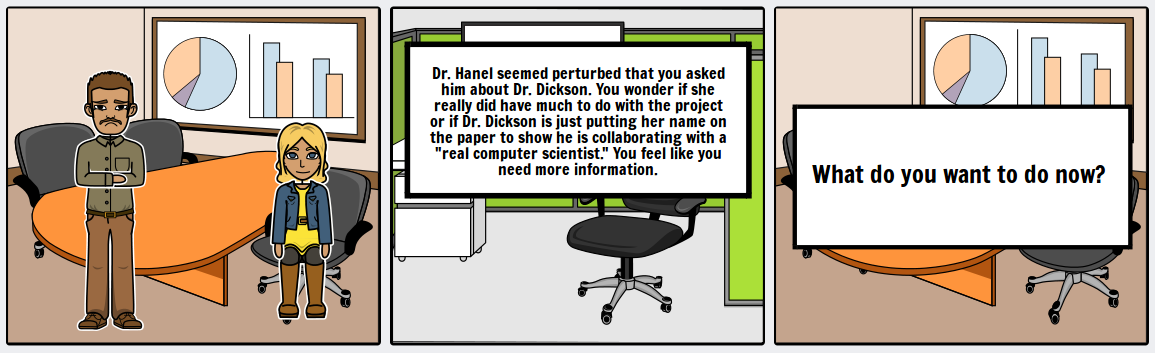 Dr. Hanel seemed perturbed that you asked
him about Dr. Dickson. You wonder if she
really did have much to do with the project
or if Dr. Dickson is just putting her name on
the paper to show he is collaborating with a
"real computer scientist." You feel like you
need more information.
What do you want to do now?